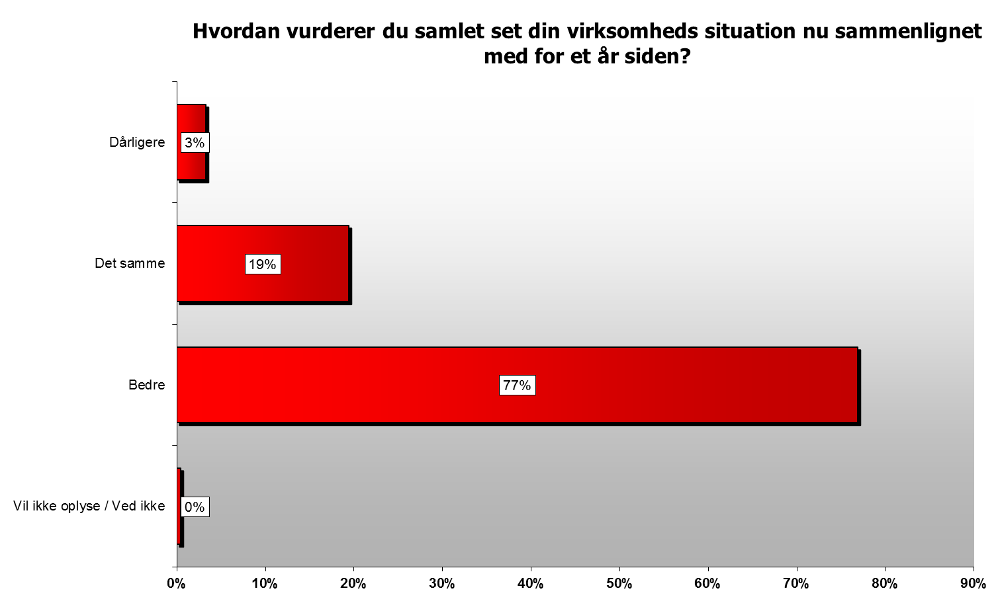 Hvordan vurderer du samlet set din virksomheds situation nu sammenlignet
med for et år siden?
Dårligere
3%
Det samme
19%
Bedre
77%
Vil ikke oplyse / Ved ikke
0%
0% 10% 20% 30% 40% 50% 60% 70% 80% 90%